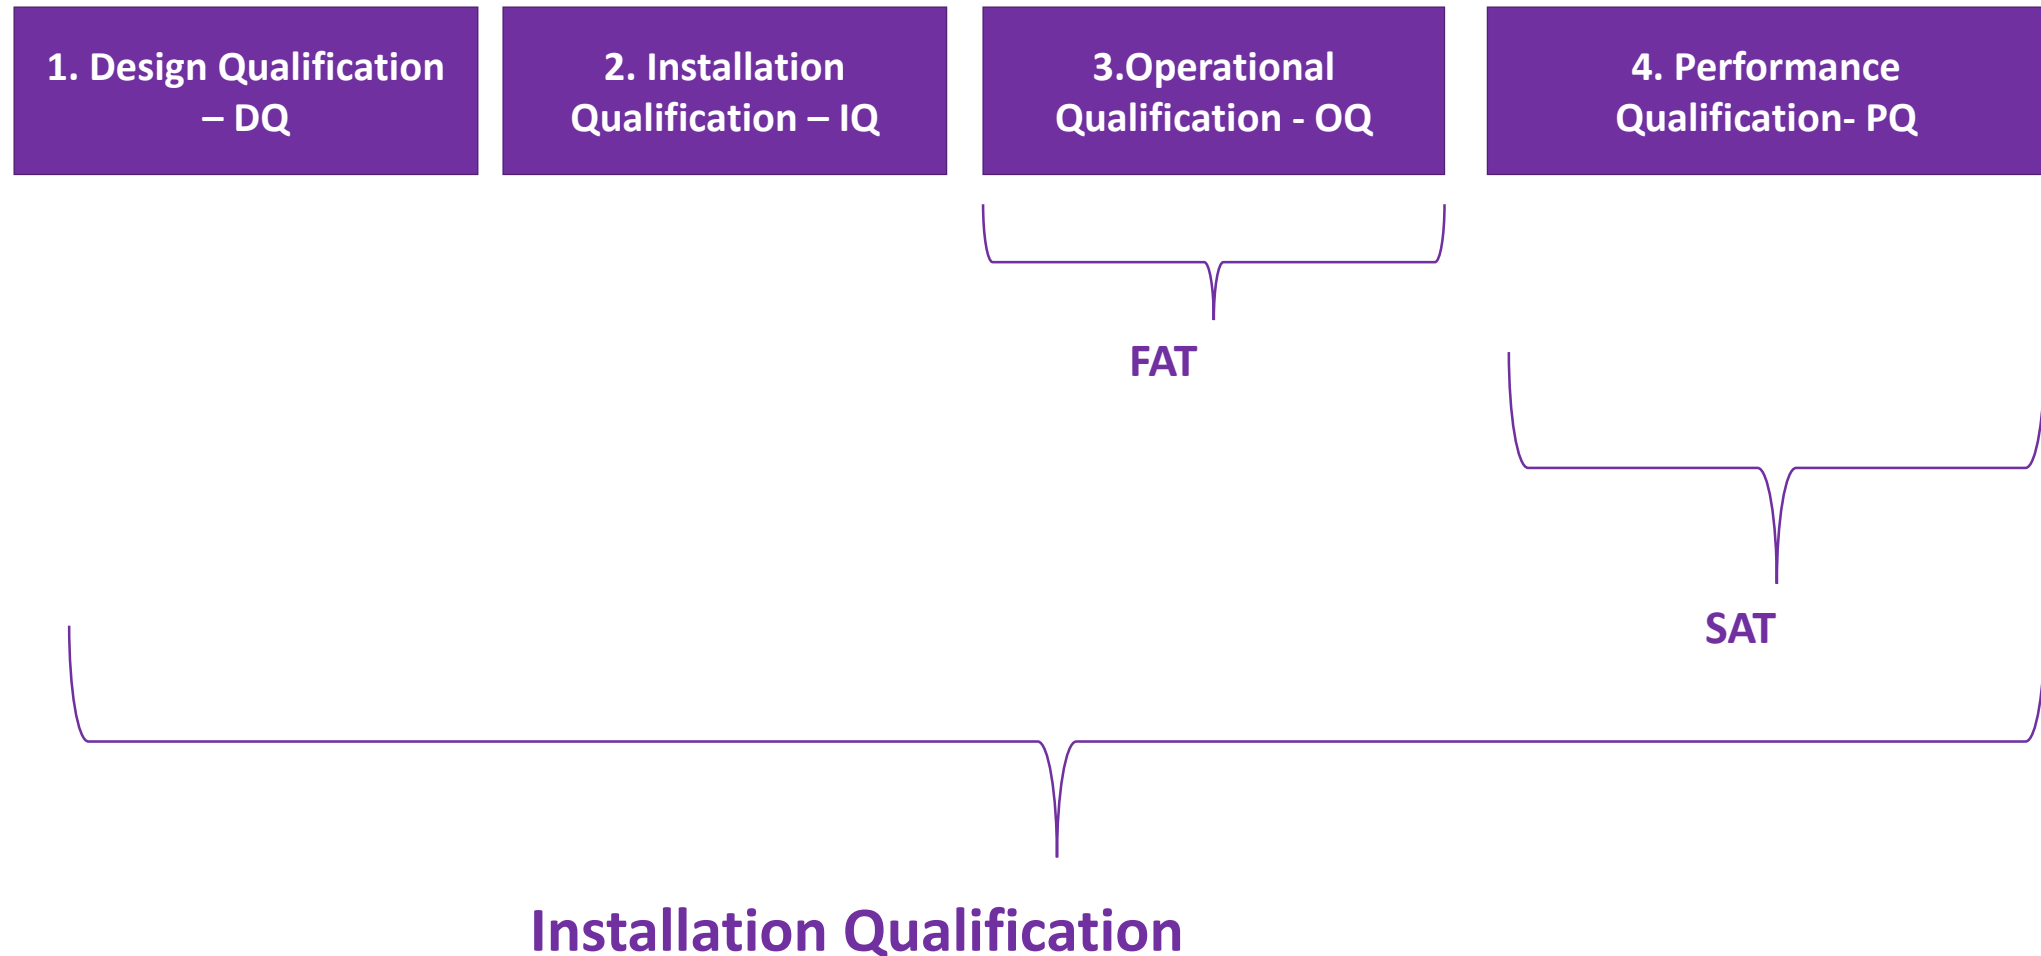 1. Design Qualification
– DQ
2. Installation
Qualification – IQ
3.Operational
Qualification - OQ
4. Performance
Qualification- PQ
FAT
SAT
Installation Qualification